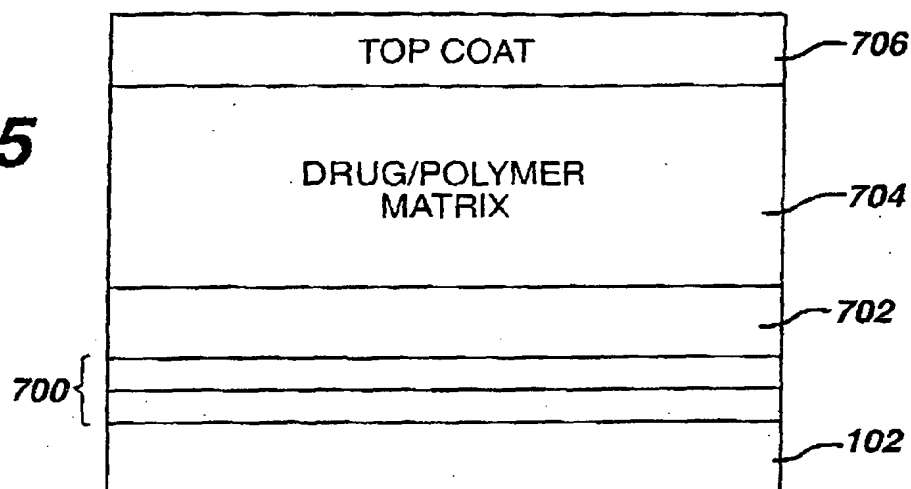 TOP COAT
706
5
DRUG/POLYMER
MATRIX
704
702
700
102